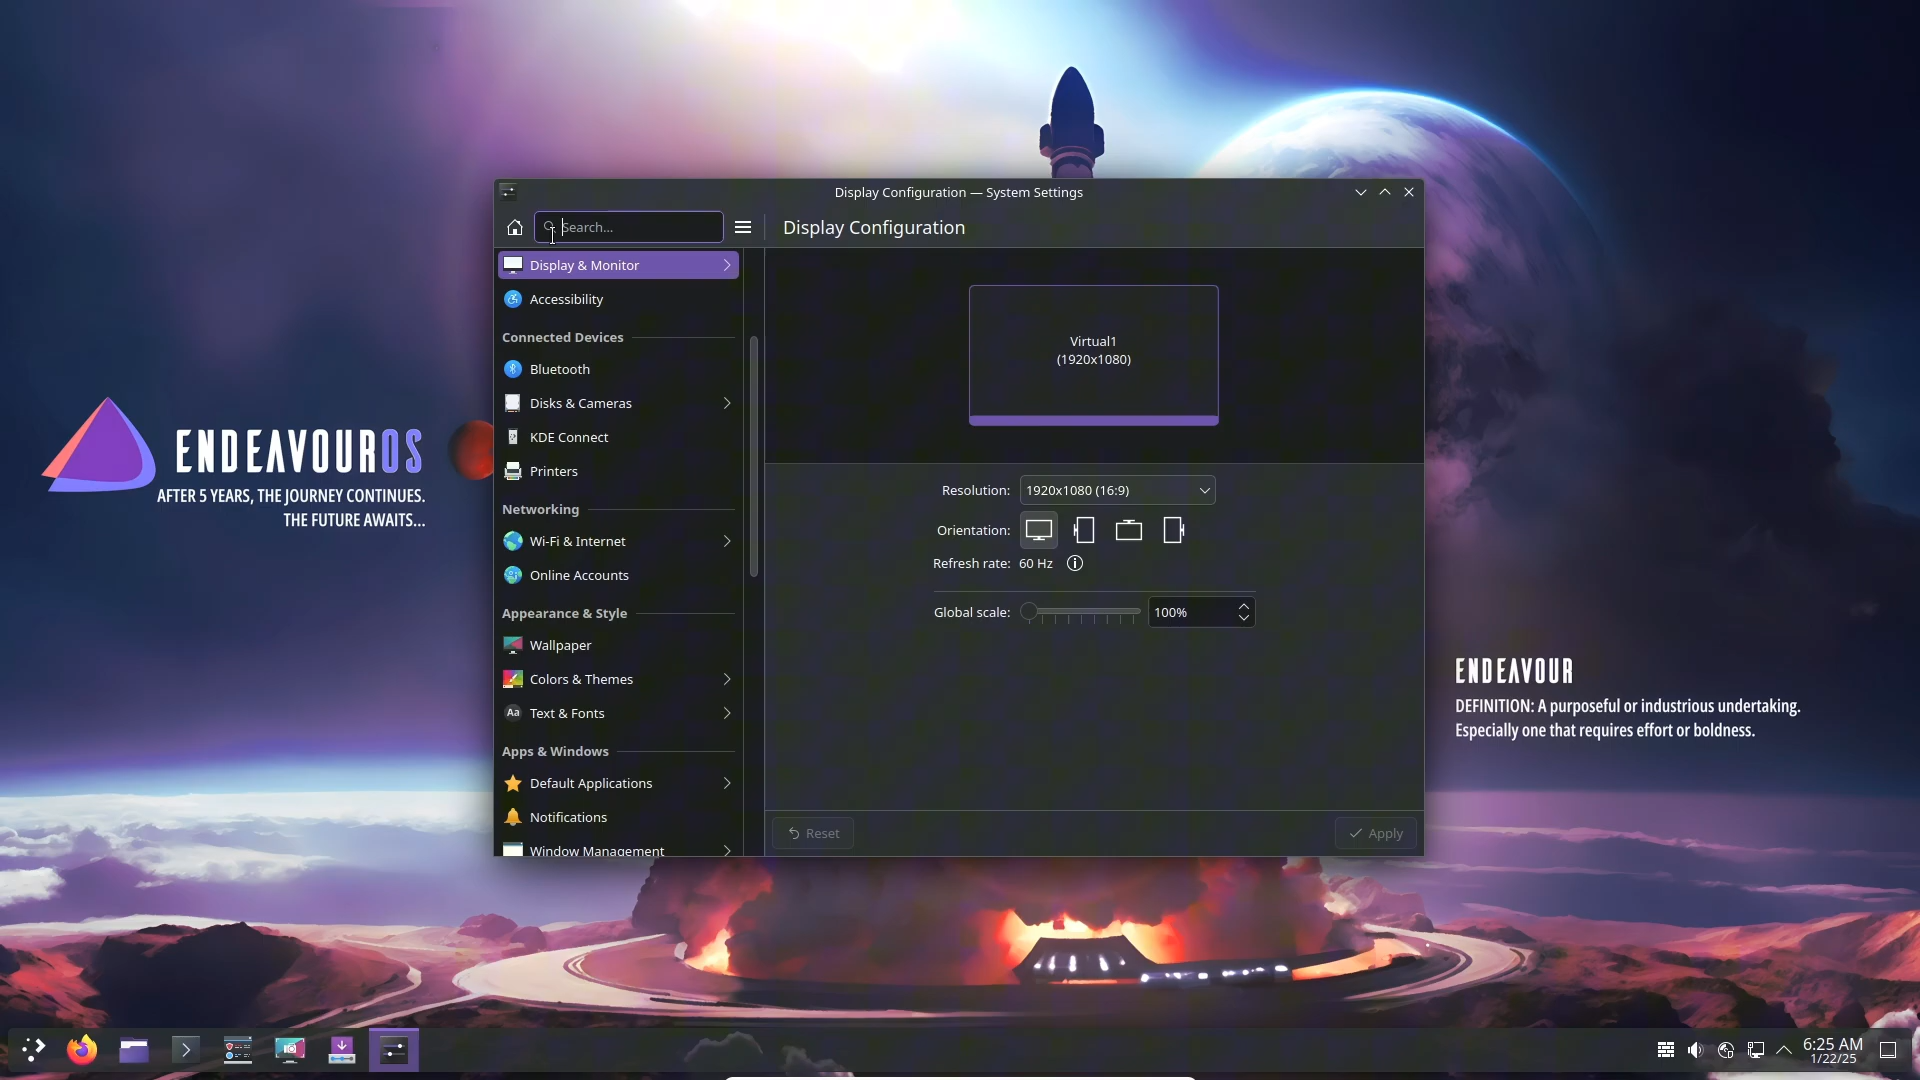 Display Configuration — System Settings
Search...
Display Configuration
Display & Monitor
Accessibility
Connected Devices
Bluetooth
Disks & Cameras
KDE Connect
Printers
Networking
Wi-Fi & Internet
Online Accounts
Appearance & Style
Wallpaper
Colors & Themes
Aa
Text & Fonts
Apps & Windows
Default Applications
Notifications
Window Management
Virtual1
(1920x1080)
Resolution:
1920x1080 (16:9)
Orientation:
Refresh rate:
60 Hz
Global scale:
100%
Reset
Apply
ENDEAVOUROS
AFTER 5 YEARS, THE JOURNEY CONTINUES.
THE FUTURE AWAITS...
ENDEAVOUR
DEFINITION: A purposeful or industrious undertaking.
Especially one that requires effort or boldness.
6:25 AM
1/22/25